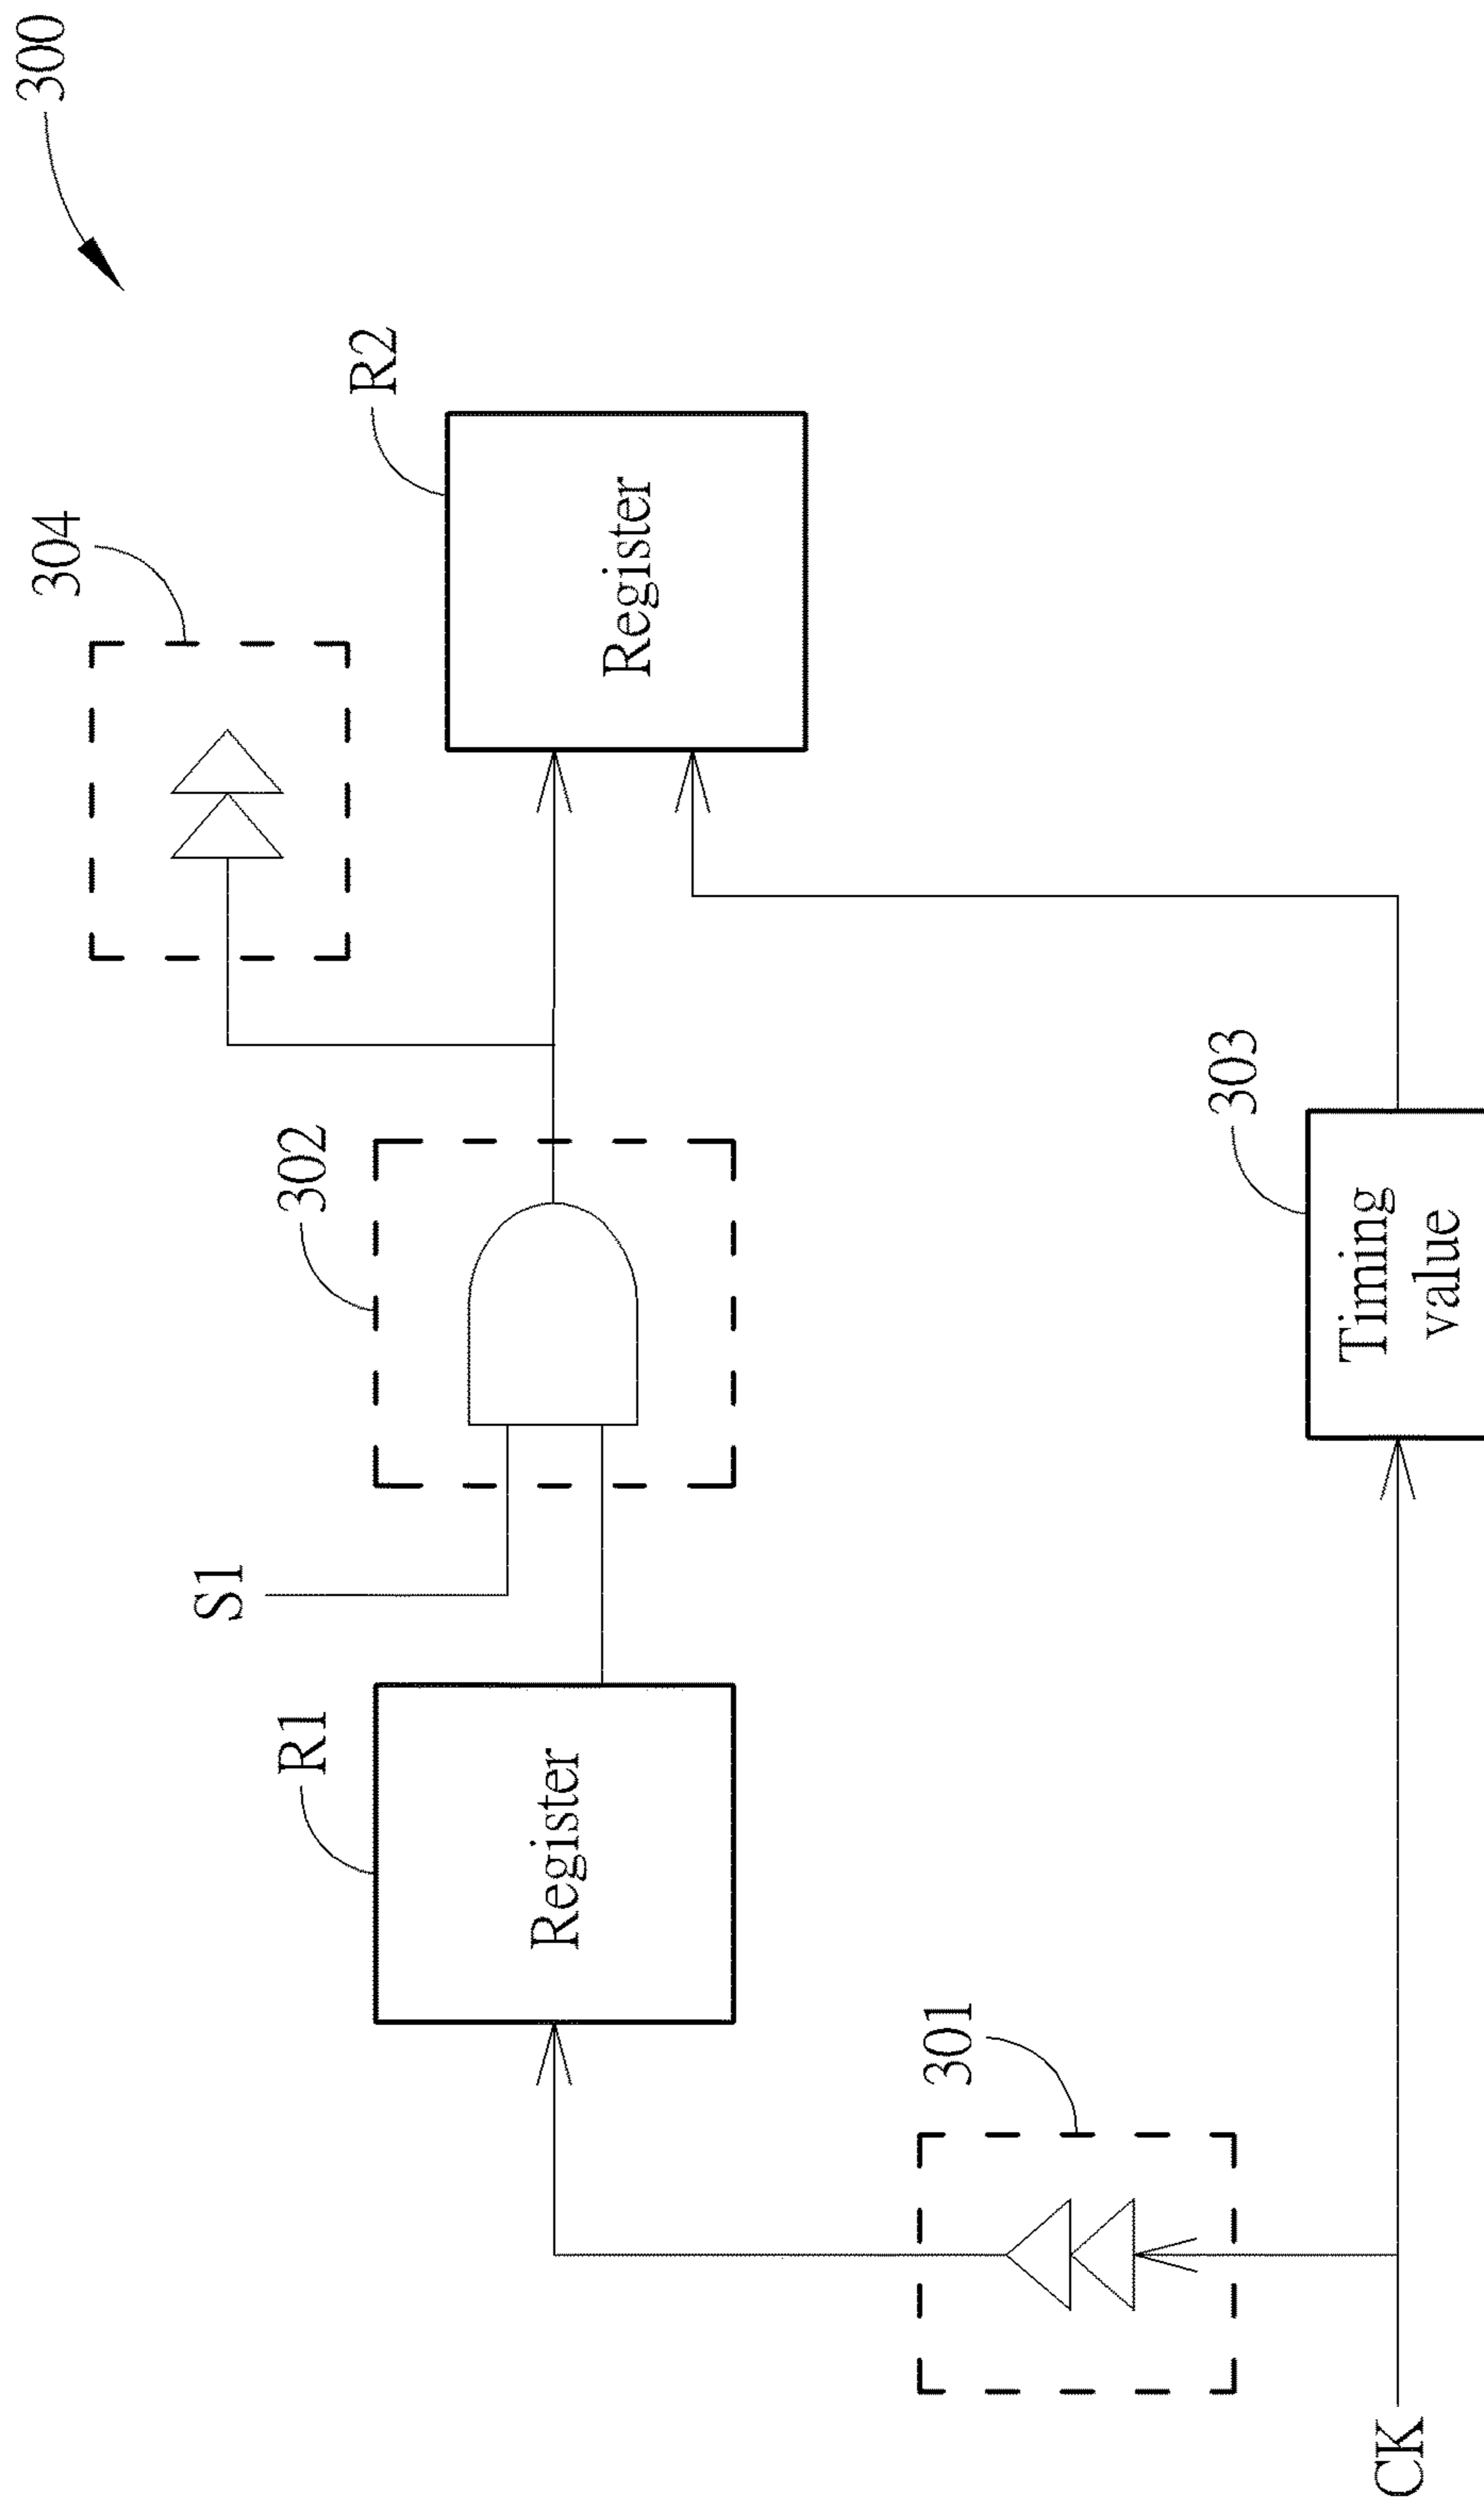 300
304
R2
Register
302
S1
R1
Register
303
Timing
value
301
CK